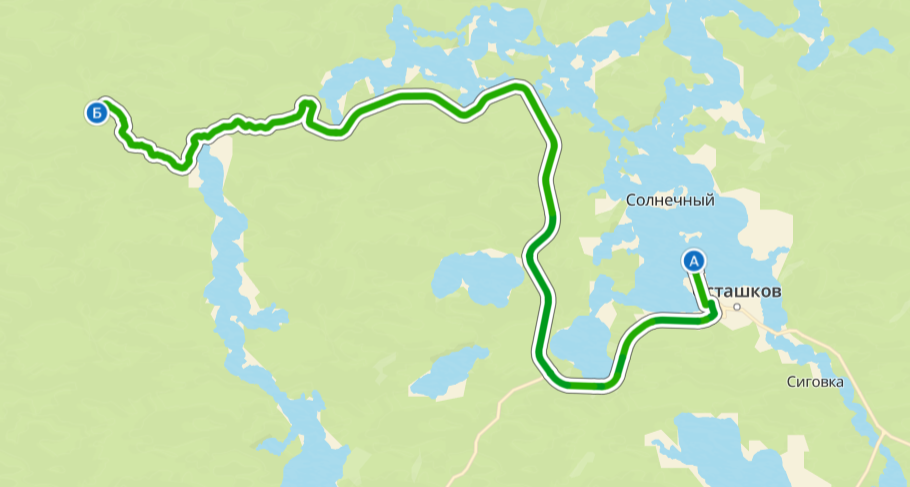 Б
Солнечный
А
сташков
Сиговка